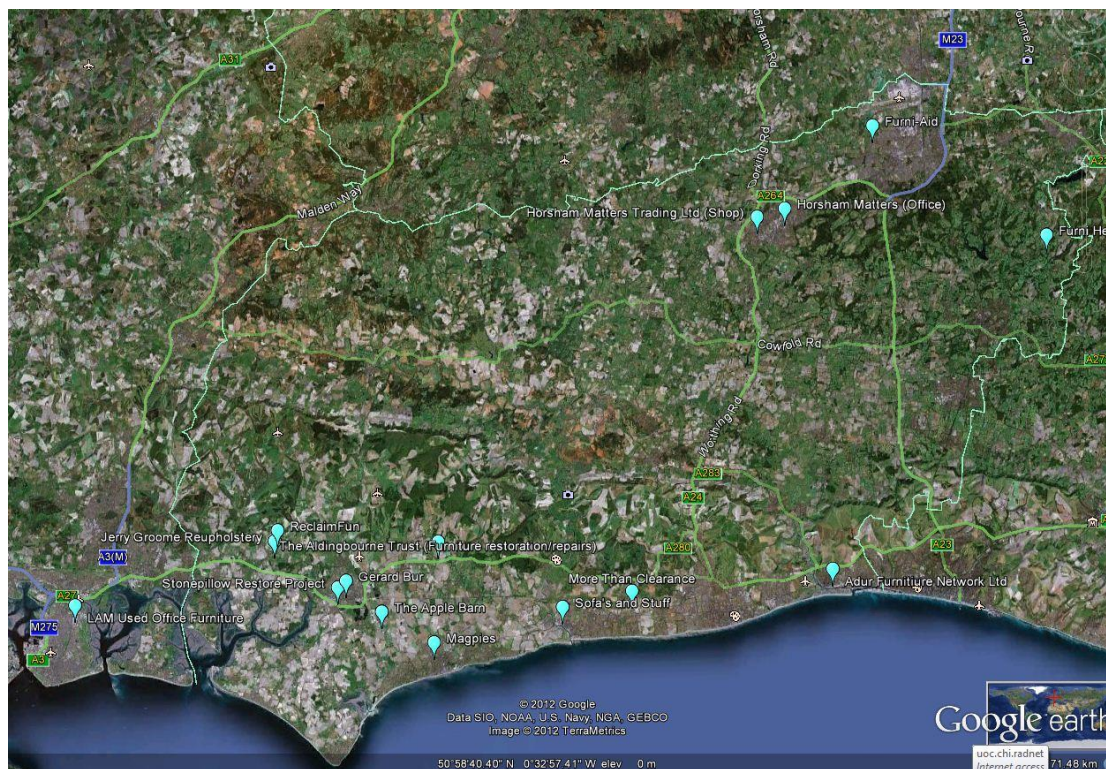 M23
A31
Horsham Rd
Furni-Aid
Dorking Rd
A264
Milford Way
Horsham Matters (Office)
Horsham Matters Trading Ltd (Shop)
Cowfold Rd
Worthing Rd
A283
A24
ReclaimFun
Jerry Groome Reupholstery
The Aldingbourne Trust (Furniture restoration/repairs)
A280
A23
A3(M)
Gerard Bur
Stonepillow Restore Project
More Than Clearance
Adur Furnitiure Network Ltd
A27
LAM Used Office Furniture
The Apple Barn
Sofa's and Stuff
M275
Magpies
A3
© 2012 Google
Data SIO, NOAA, U.S. Navy, NGA, GEBCO
Image © 2012 TerraMetrics
Google earth
uoc.chi.radnet
Internet access
50°58'40.40" N 0°32'57.41" W elev 0 m
71.48 km